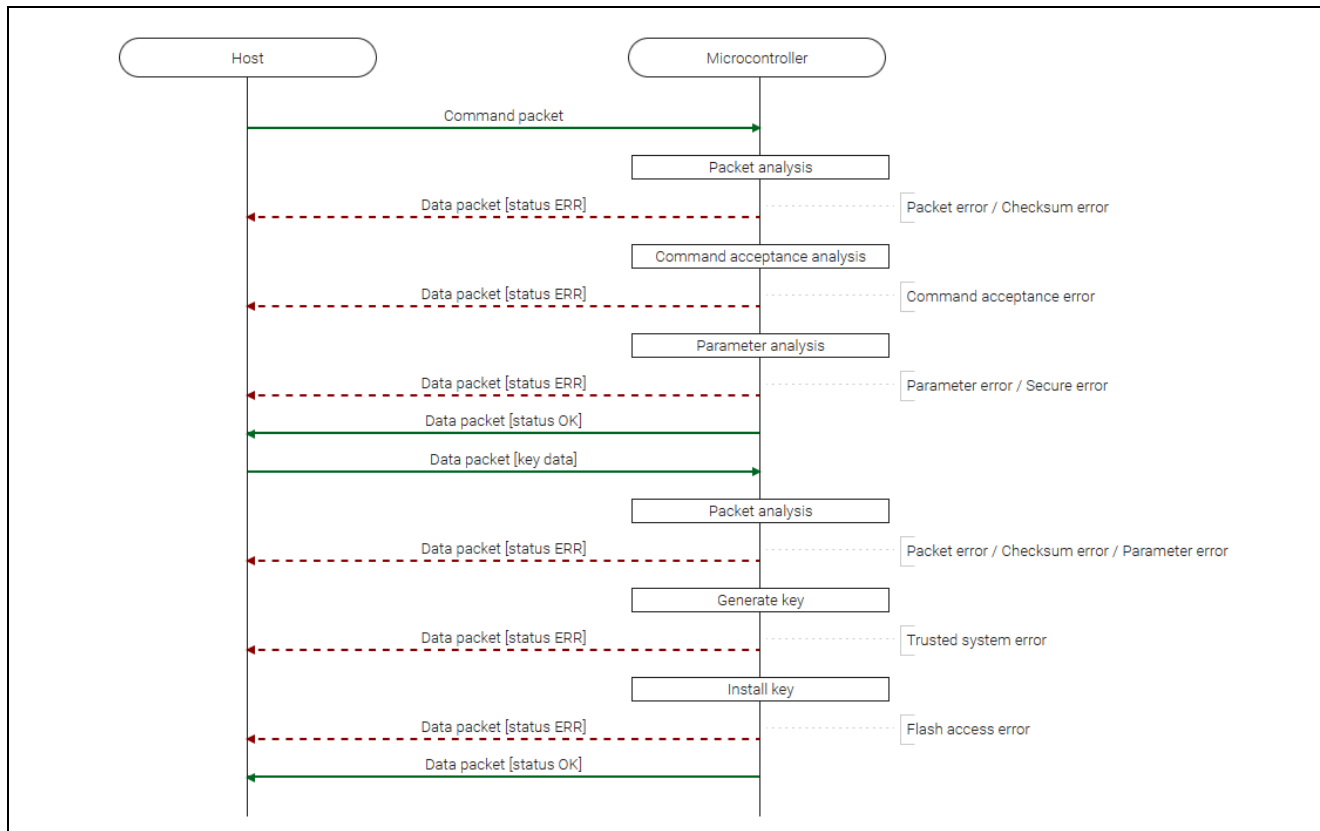 Host
Microcontroller
Command packet
Packet analysis
Data packet [status ERR]
Packet error / Checksum error
Command acceptance analysis
Data packet [status ERR]
Command acceptance error
Parameter analysis
Data packet [status ERR]
Parameter error / Secure error
Data packet [status OK]
Data packet [key data]
Packet analysis
Data packet [status ERR]
Packet error / Checksum error / Parameter error
Generate key
Data packet [status ERR]
Trusted system error
Install key
Data packet [status ERR]
Flash access error
Data packet [status OK]